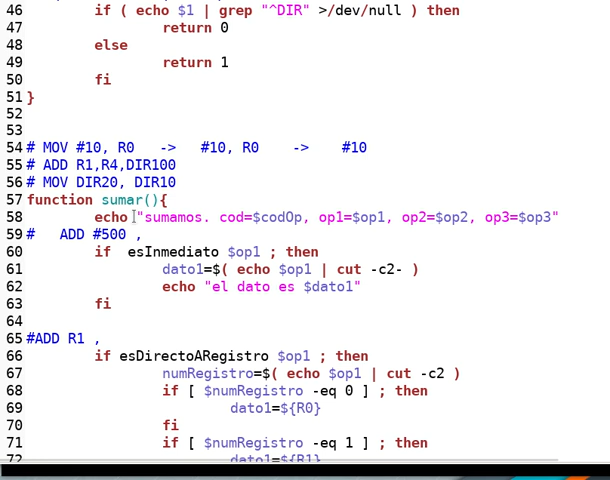 46 if ( echo $1 | grep "^DIR" >/dev/null ) then
47 return 0
48 else
49 return 1
50 fi
51 }
52
53
54 # MOV #10, R0 -> #10, R0 -> #10
55 # ADD R1,R4,DIR100
56 # MOV DIR20, DIR10
57 function sumar(){
58 echo "sumamos. cod=$codOp, op1=$op1, op2=$op2, op3=$op3"
59 # ADD #500 ,
60 if esInmediato $op1 ; then
61 dato1=$( echo $op1 | cut -c2- )
62 echo "el dato es $dato1"
63 fi
64
65 #ADD R1 ,
66 if esDirectoARegistro $op1 ; then
67 numRegistro=$( echo $op1 | cut -c2 )
68 if [ $numRegistro -eq 0 ] ; then
69 dato1=${R0}
70 fi
71 if [ $numRegistro -eq 1 ] ; then
72 dato1=${R1}